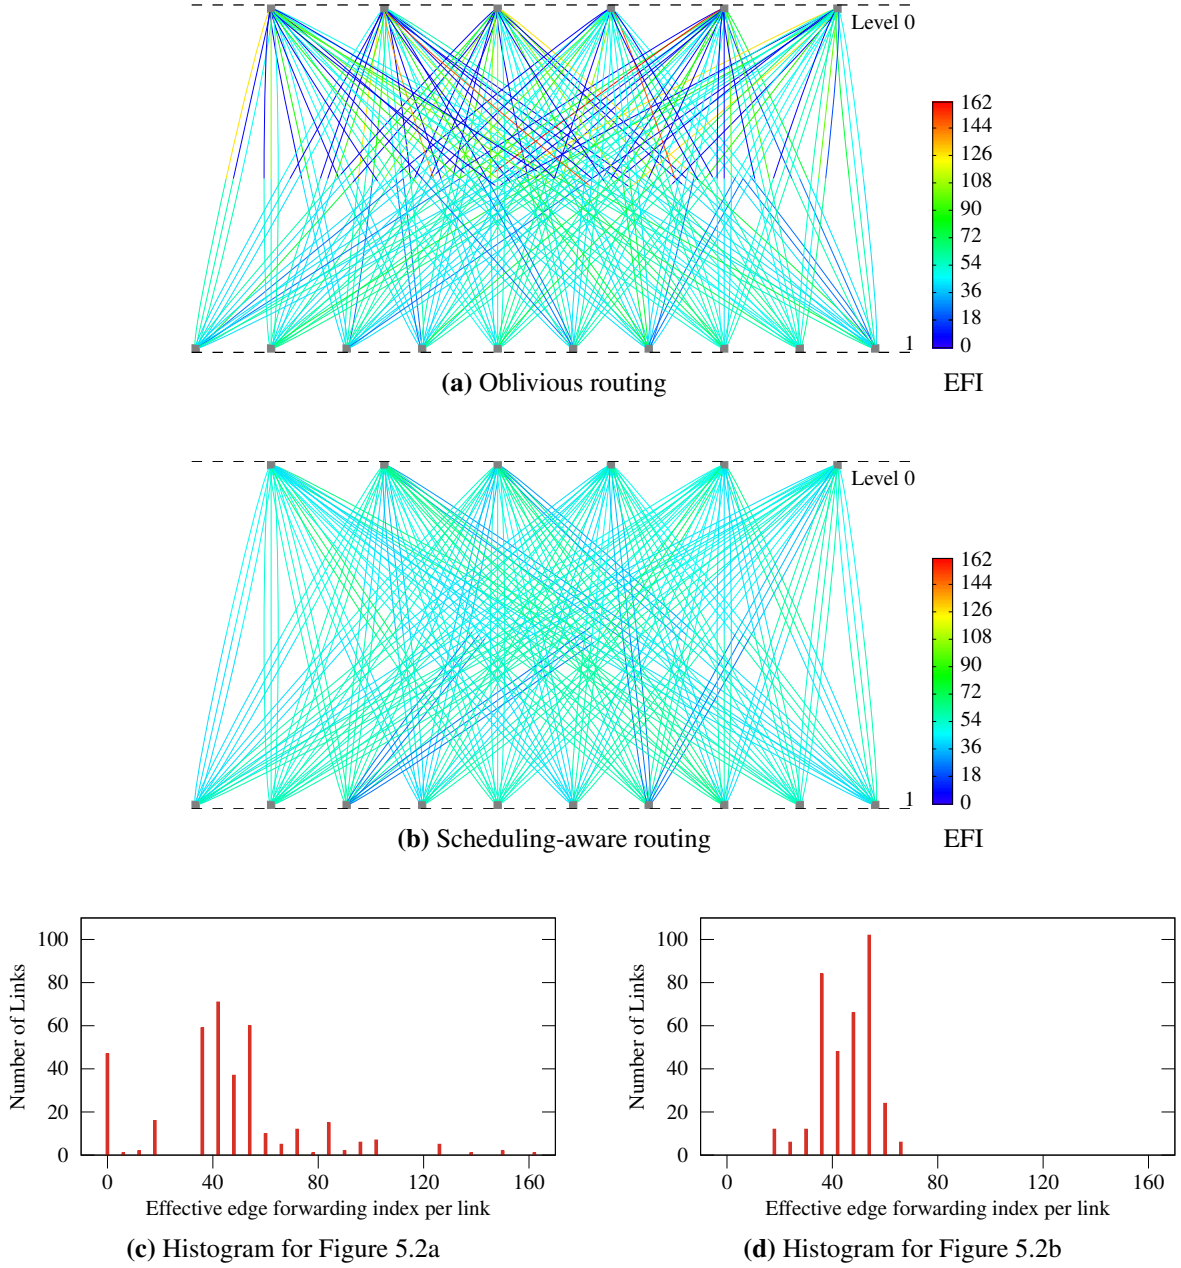 Level 0
162
144
126
108
90
72
54
36
18
0
1
(a) Oblivious routing
EFI
Level 0
162
144
126
108
90
72
54
36
18
0
1
(b) Scheduling-aware routing
EFI
100
80
60
40
20
0
Number of Links
0 40 80 120 160
Effective edge forwarding index per link
(c) Histogram for Figure 5.2a
100
80
60
40
20
0
Number of Links
0 40 80 120 160
Effective edge forwarding index per link
(d) Histogram for Figure 5.2b